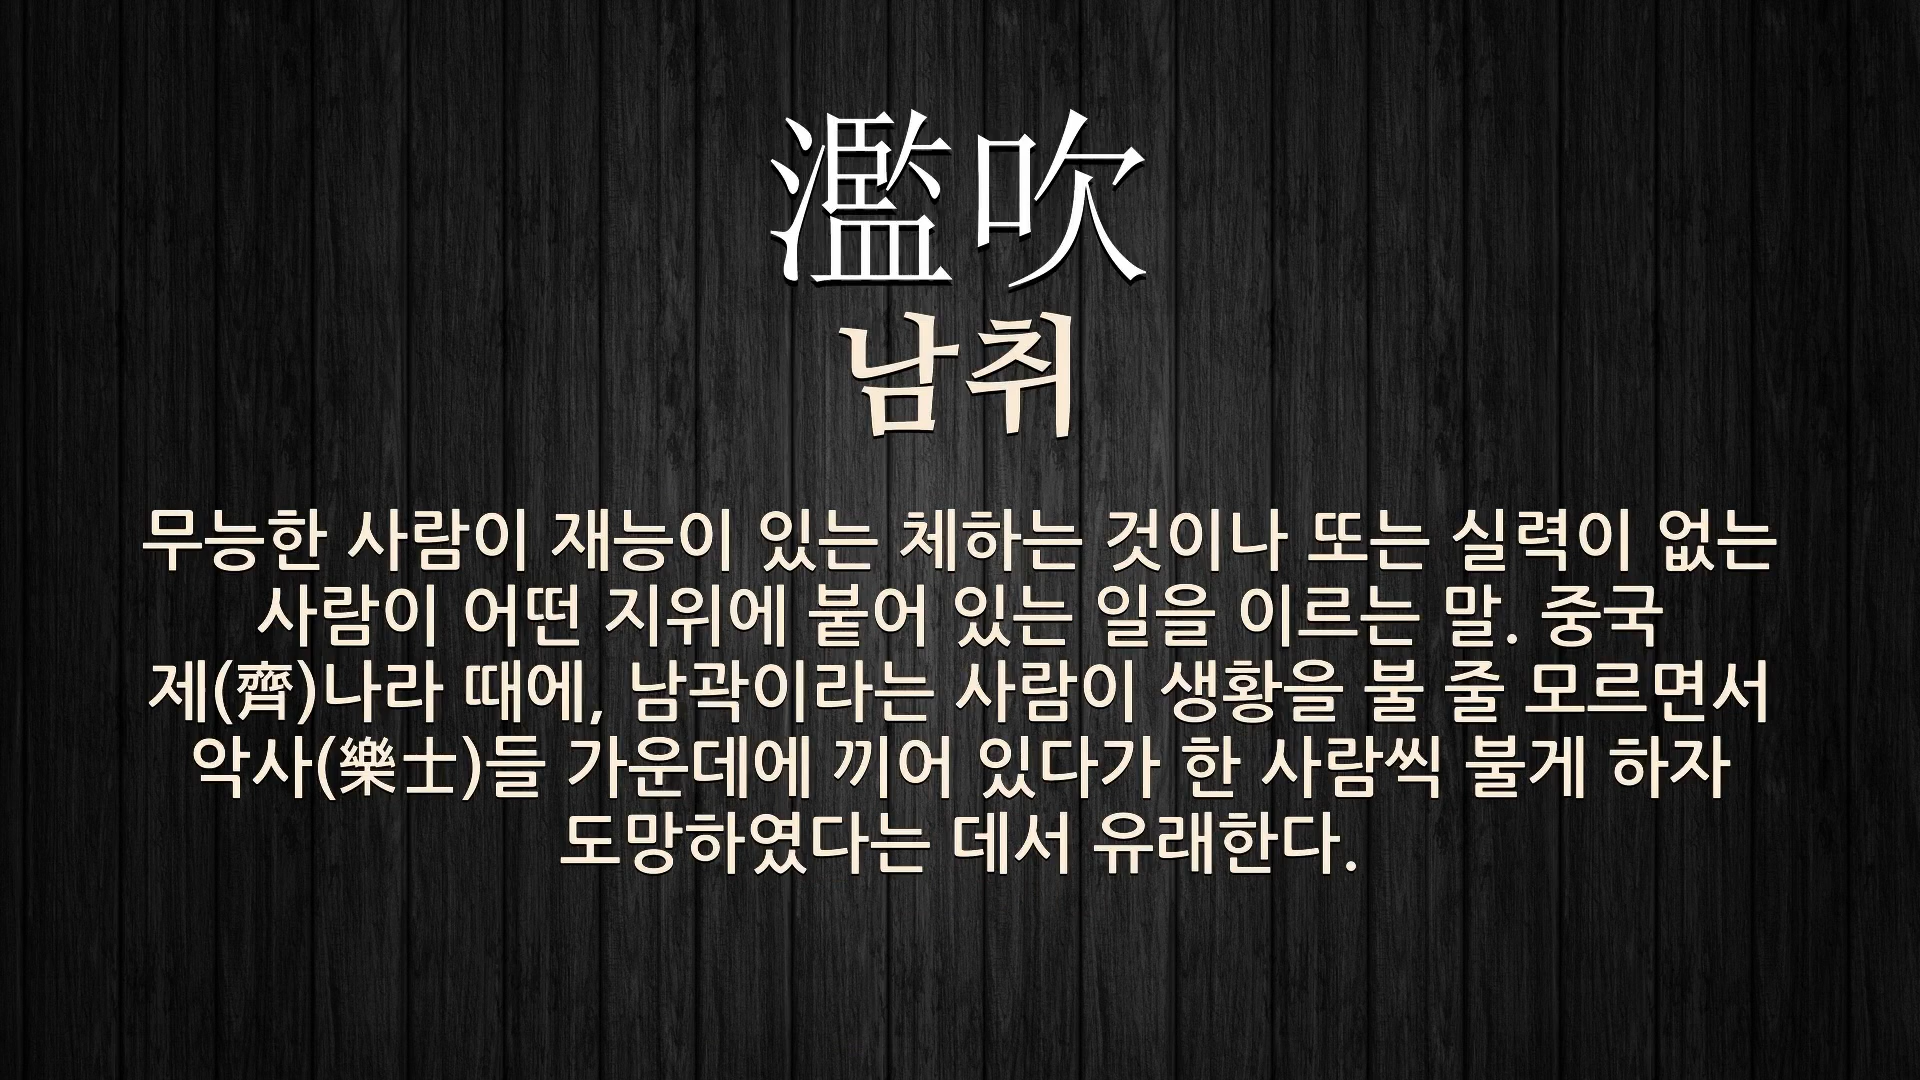 濫吹
남취
무능한 사람이 재능이 있는 체하는 것이나 또는 실력이 없는
사람이 어떤 지위에 붙어 있는 일을 이르는 말. 중국
제(齊)나라 때에, 남곽이라는 사람이 생황을 불 줄 모르면서
악사(樂士)들 가운데에 끼어 있다가 한 사람씩 불게 하자
도망하였다는 데서 유래한다.